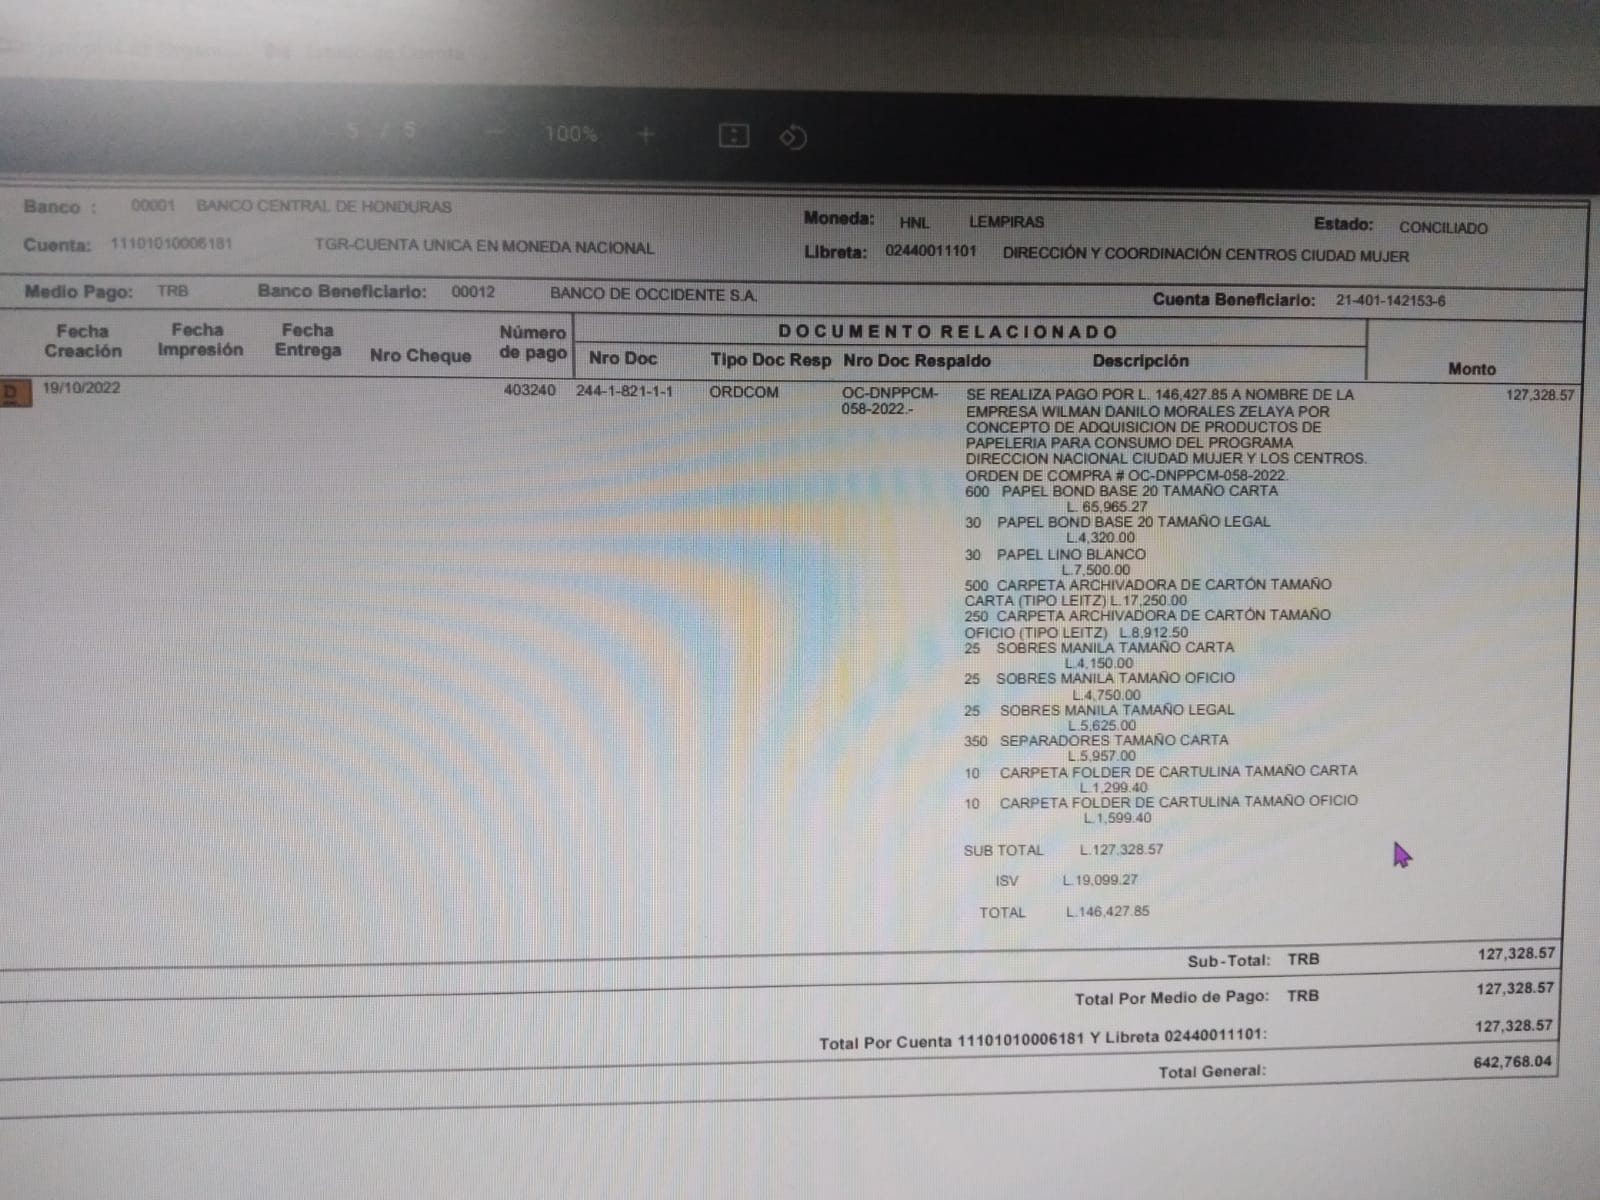 5 / 5 — 100% +
Banco : 00001 BANCO CENTRAL DE HONDURAS Moneda: HNL LEMPIRAS Estado: CONCILIADO
Cuenta: 11101010006181 TGR-CUENTA UNICA EN MONEDA NACIONAL Libreta: 02440011101 DIRECCIÓN Y COORDINACIÓN CENTROS CIUDAD MUJER
Medio Pago: TRB Banco Beneficiario: 00012 BANCO DE OCCIDENTE S.A. Cuenta Beneficiario: 21-401-142153-6
Fecha Creación Fecha Impresión Fecha Entrega Nro Cheque Número de pago DOCUMENTO RELACIONADO
Nro Doc Tipo Doc Resp Nro Doc Respaldo Descripción Monto
D 19/10/2022 403240 244-1-821-1-1 ORDCOM OC-DNPPCM-058-2022.- SE REALIZA PAGO POR L. 146,427.85 A NOMBRE DE LA 127,328.57
EMPRESA WILMAN DANILO MORALES ZELAYA POR
CONCEPTO DE ADQUISICION DE PRODUCTOS DE
PAPELERIA PARA CONSUMO DEL PROGRAMA
DIRECCION NACIONAL CIUDAD MUJER Y LOS CENTROS.
ORDEN DE COMPRA # OC-DNPPCM-058-2022.
600 PAPEL BOND BASE 20 TAMAÑO CARTA
L. 65,965.27
30 PAPEL BOND BASE 20 TAMAÑO LEGAL
L.4,320.00
30 PAPEL LINO BLANCO
L.7,500.00
500 CARPETA ARCHIVADORA DE CARTÓN TAMAÑO
CARTA (TIPO LEITZ) L.17,250.00
250 CARPETA ARCHIVADORA DE CARTÓN TAMAÑO
OFICIO (TIPO LEITZ) L.8,912.50
25 SOBRES MANILA TAMAÑO CARTA
L.4,150.00
25 SOBRES MANILA TAMAÑO OFICIO
L.4,750.00
25 SOBRES MANILA TAMAÑO LEGAL
L.5,625.00
350 SEPARADORES TAMAÑO CARTA
L.5,957.00
10 CARPETA FOLDER DE CARTULINA TAMAÑO CARTA
L.1,299.40
10 CARPETA FOLDER DE CARTULINA TAMAÑO OFICIO
L.1,599.40
SUB TOTAL L.127,328.57
ISV L.19,099.27
TOTAL L.146,427.85
Sub-Total: TRB 127,328.57
Total Por Medio de Pago: TRB 127,328.57
Total Por Cuenta 11101010006181 Y Libreta 02440011101: 127,328.57
Total General: 642,768.04